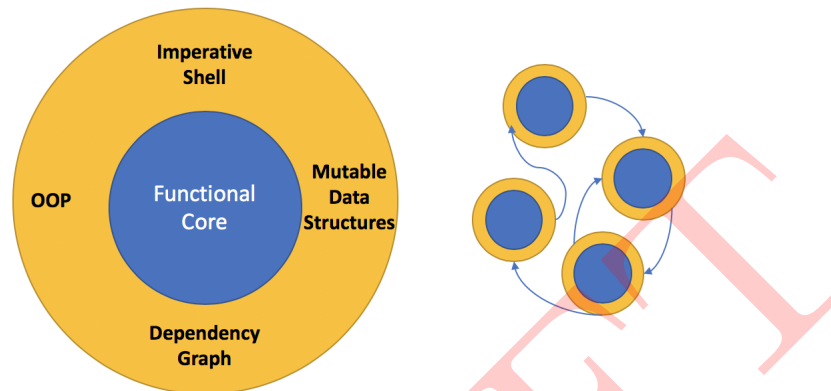 Imperative
Shell
OOP
Functional
Core
Mutable
Data
Structures
Dependency
Graph